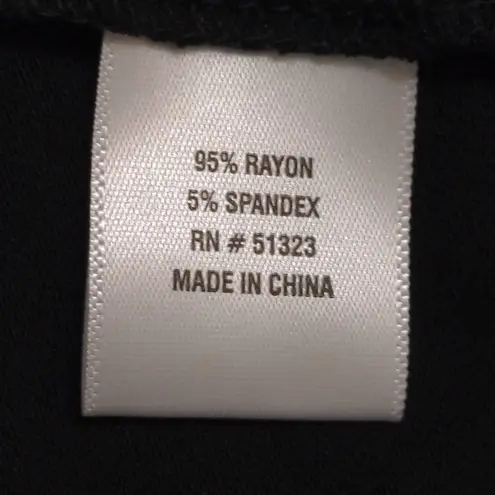 95% RAYON
5% SPANDEX
RN # 51323
MADE IN CHINA